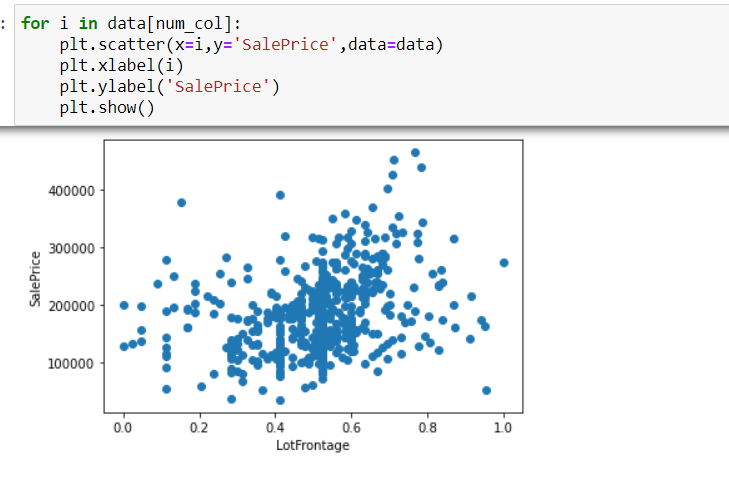 : for i in data[num_col]:
plt.scatter(x=i,y='SalePrice',data=data)
plt.xlabel(i)
plt.ylabel('SalePrice')
plt.show()
400000
300000
200000
100000
SalePrice
0.0 0.2 0.4 0.6 0.8 1.0
LotFrontage